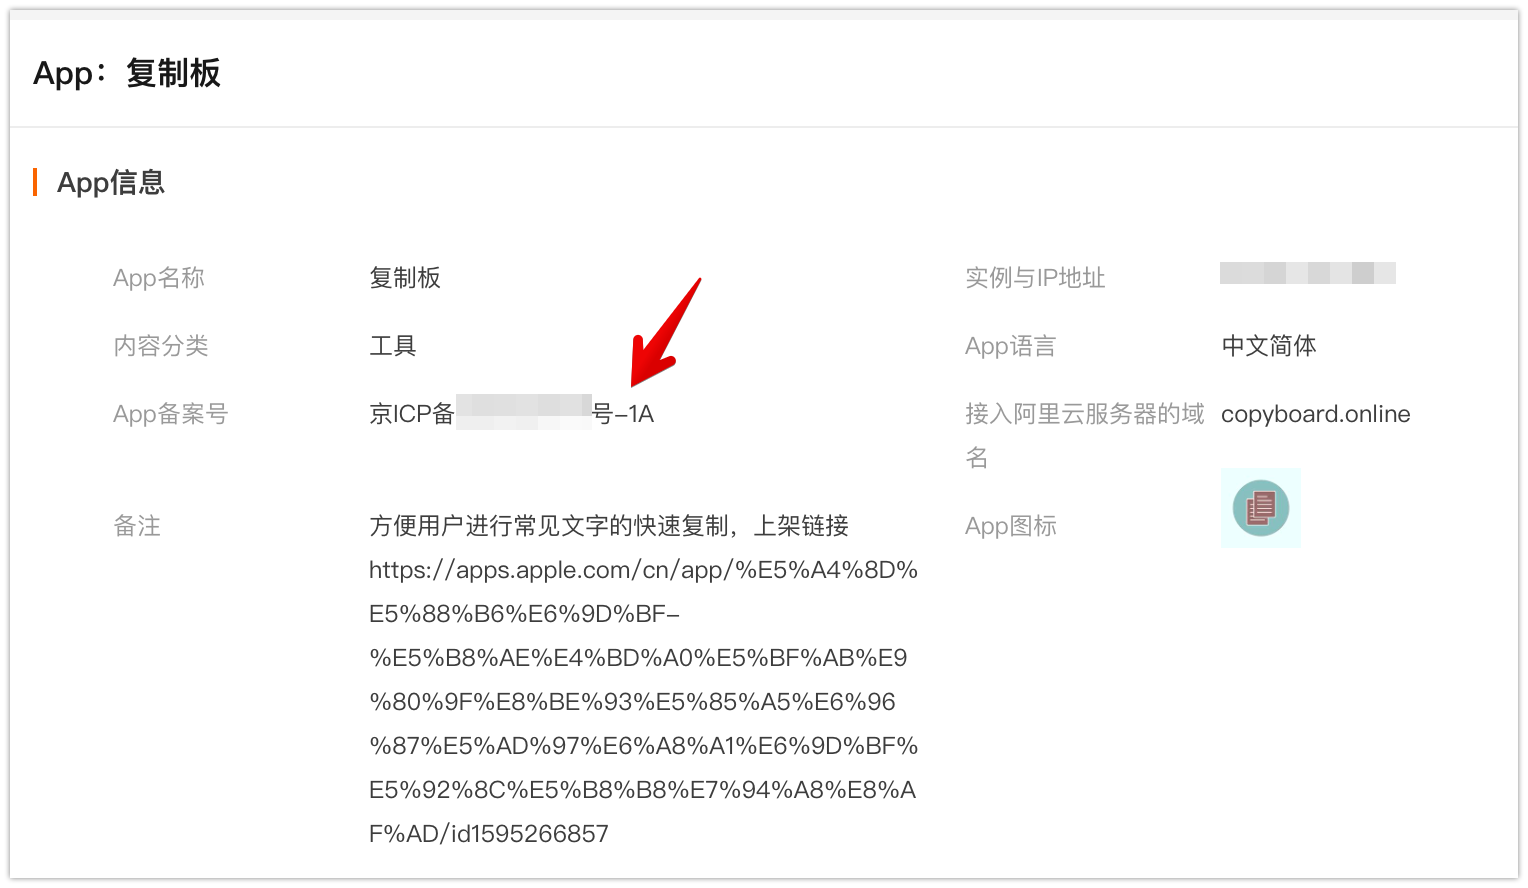 App：复制板
App信息
App名称
复制板
实例与IP地址
内容分类
工具
App语言
中文简体
App备案号
京ICP备
号-1A
接入阿里云服务器的域
名
copyboard.online
备注
方便用户进行常见文字的快速复制，上架链接
https://apps.apple.com/cn/app/%E5%A4%8D%
E5%88%B6%E6%9D%BF-
%E5%B8%AE%E4%BD%A0%E5%BF%AB%E9
%80%9F%E8%BE%93%E5%85%A5%E6%96
%87%E5%AD%97%E6%A8%A1%E6%9D%BF%
E5%92%8C%E5%B8%B8%E7%94%A8%E8%A
F%AD/id1595266857
App图标